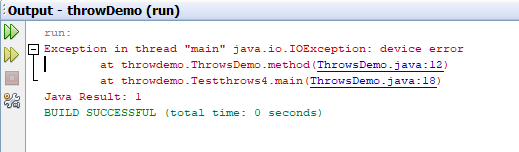 Output - throwDemo (run)
run:
Exception in thread "main" java.io.IOException: device error
at throwdemo.ThrowsDemo.method(ThrowsDemo.java:12)
at throwdemo.Testthrows4.main(ThrowsDemo.java:18)
Java Result: 1
BUILD SUCCESSFUL (total time: 0 seconds)